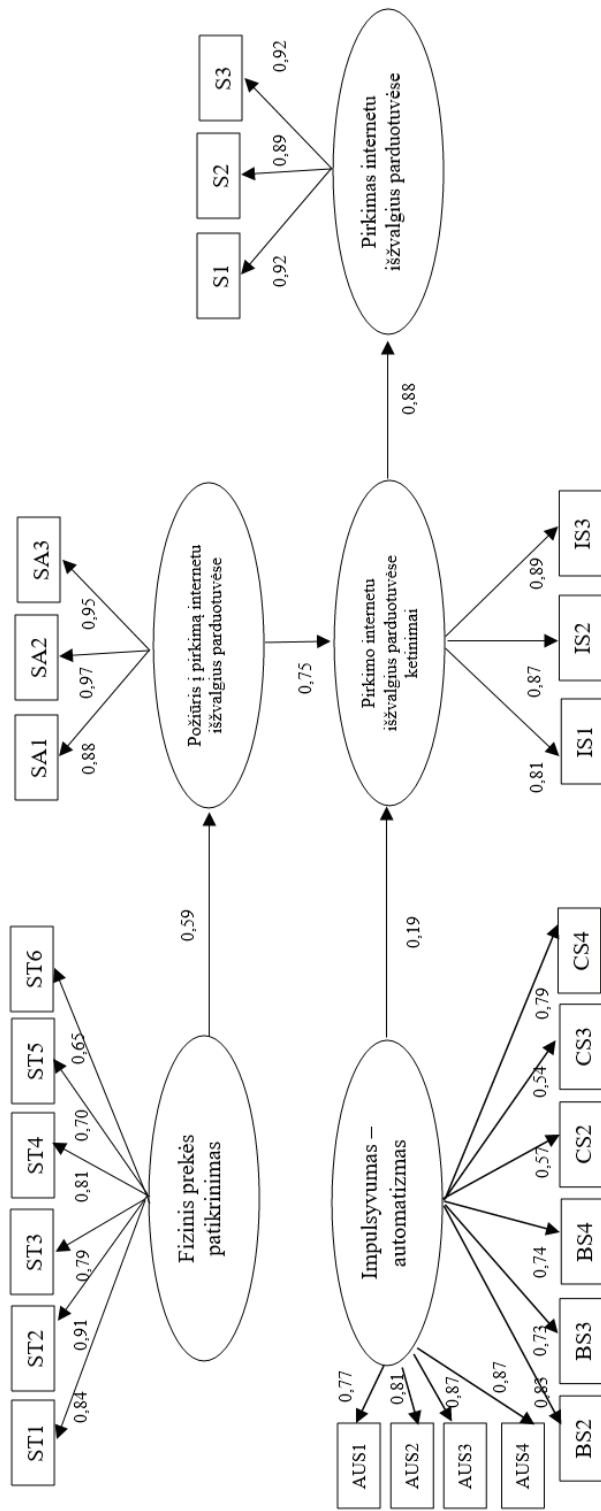 ST1
ST2
ST3
ST4
ST5
ST6
0,84
0,91
0,79
0,81
0,70
0,65
Fizinis prekės
patikrinimas
0,59
SA1
SA2
SA3
0,88
0,97
0,95
Požiūris į pirkimą internetu
išžvalgius parduotuvėse
0,75
S1
S2
S3
0,92
0,89
0,92
Pirkimas internetu
išžvalgius parduotuvėse
0,88
Pirkimo internetu
išžvalgius parduotuvėse
ketinimai
0,81
0,87
0,89
IS1
IS2
IS3
0,19
Impulsyvumas –
automatizmas
AUS1
AUS2
AUS3
AUS4
0,77
0,81
0,87
0,87
0,83
0,73
0,74
0,57
0,54
0,79
BS2
BS3
BS4
CS2
CS3
CS4